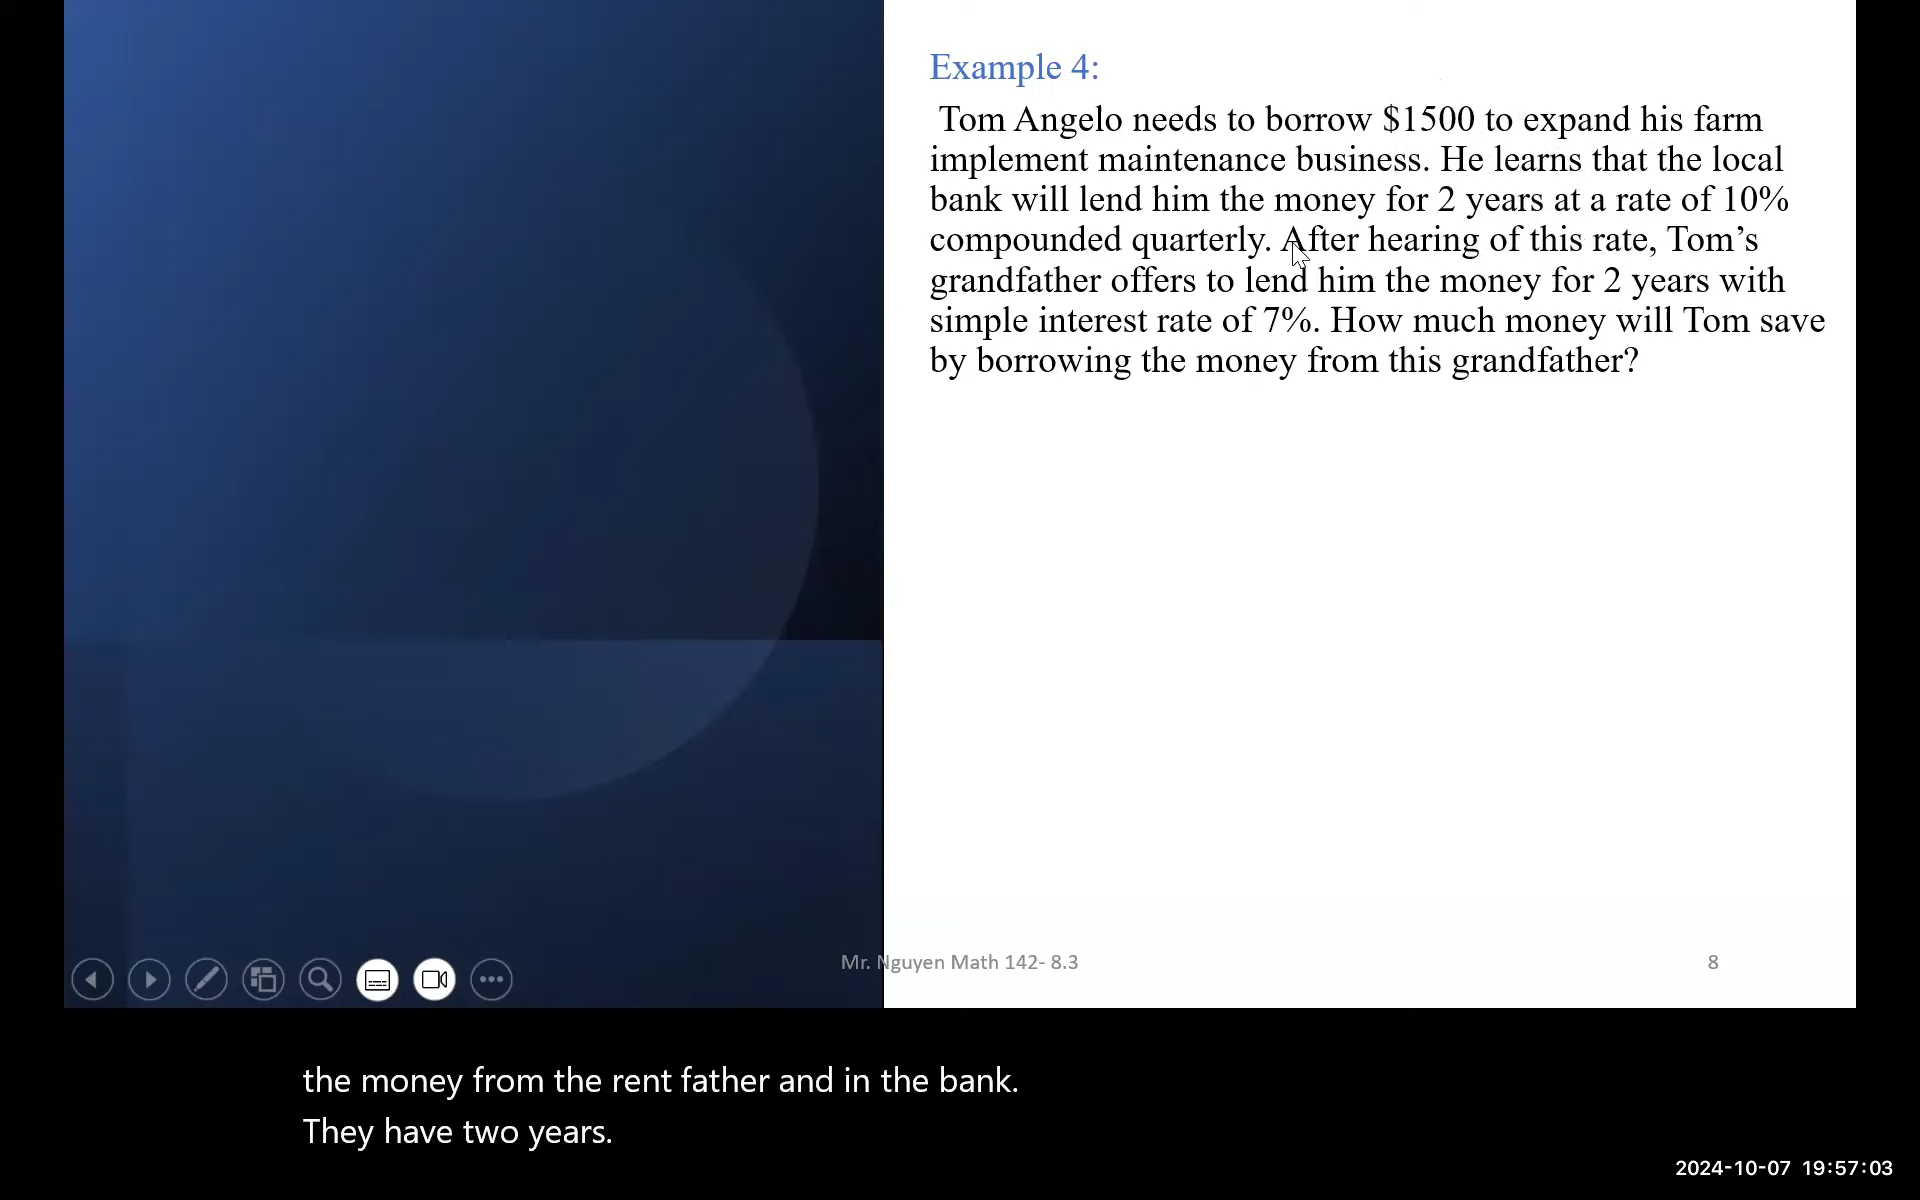 Example 4:
Tom Angelo needs to borrow $1500 to expand his farm
implement maintenance business. He learns that the local
bank will lend him the money for 2 years at a rate of 10%
compounded quarterly. After hearing of this rate, Tom’s
grandfather offers to lend him the money for 2 years with
simple interest rate of 7%. How much money will Tom save
by borrowing the money from this grandfather?
Mr. Nguyen Math 142- 8.3
8
the money from the rent father and in the bank.
They have two years.
2024-10-07 19:57:03